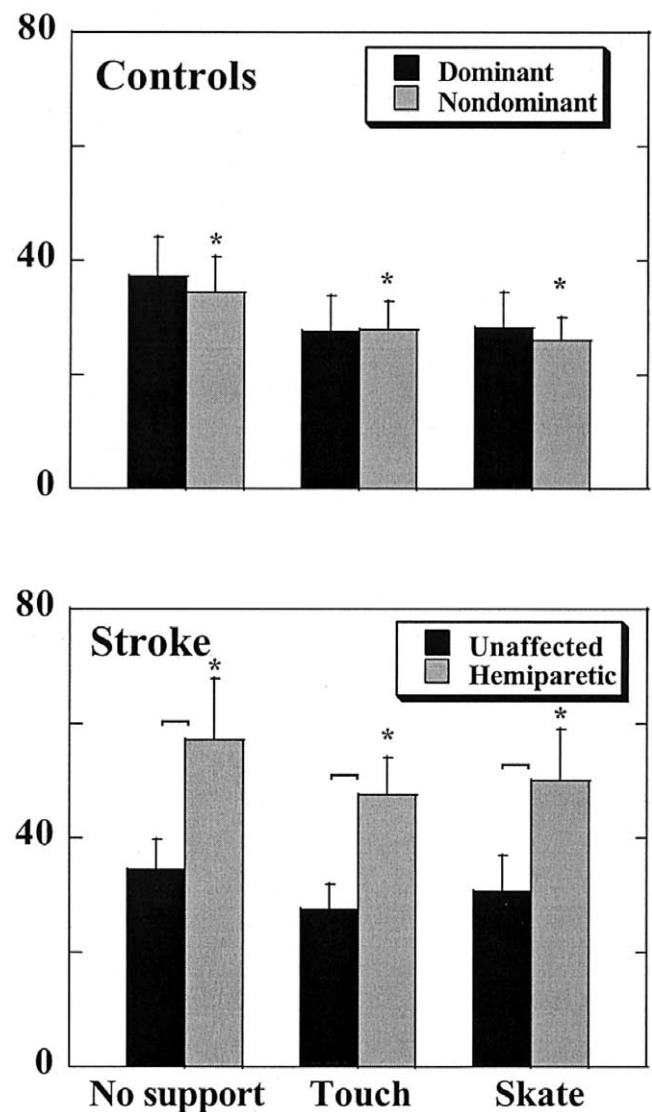 80
Controls
Dominant
Nondominant
*
40
*
*
0
80
Stroke
Unaffected
Hemiparetic
*
*
*
40
0
No support Touch Skate